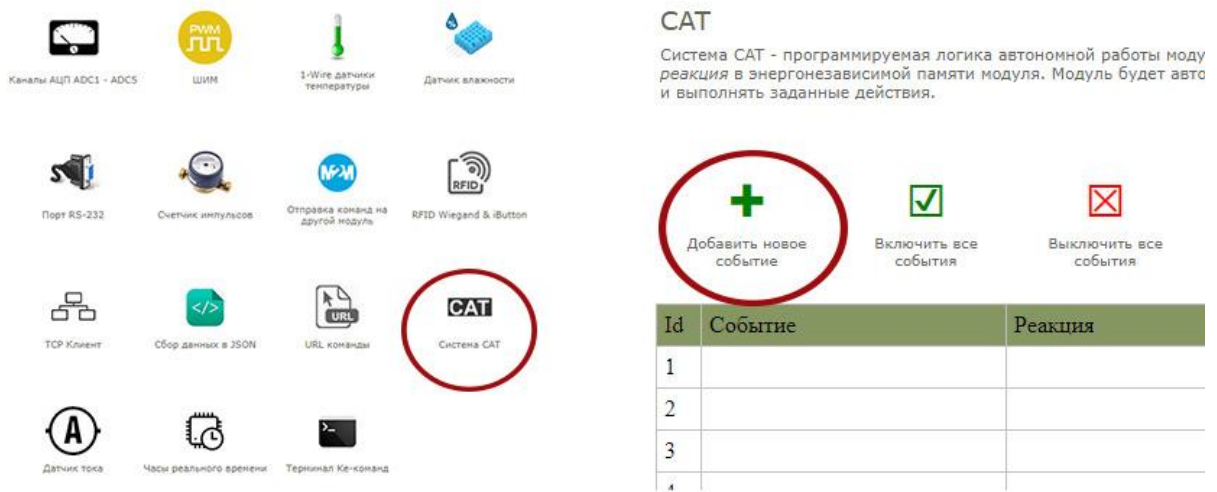 PWM
Каналы АЦП ADC1 - ADC5
ШИМ
1-Wire датчики
температуры
Датчик влажности
M2M
RFID
Порт RS-232
Счетчик импульсов
Отправка команд на
другой модуль
RFID Wiegand & iButton
</>
URL
CAT
TCP Клиент
Сбор данных в JSON
URL команды
Система CAT
A
>_
Датчик тока
Часы реального времени
Терминал Ке-команд
CAT
Система CAT - программируемая логика автономной работы моду
реакция в энергонезависимой памяти модуля. Модуль будет авто
и выполнять заданные действия.
Добавить новое
событие
Включить все
события
Выключить все
события
Id Событие Реакция
1
2
3